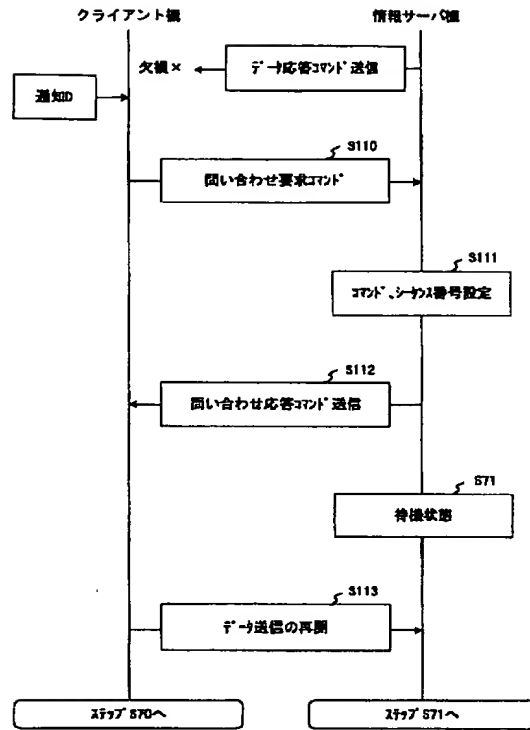 クライアント機
情報サーバ機
欠損×
データ応答コマンド送信
通知D
S110
問い合わせ要求コマンド
S111
コマンド、シーケンス番号設定
S112
問い合わせ応答コマンド送信
S71
待機状態
S113
データ送信の再開
ステップS70へ
ステップS71へ